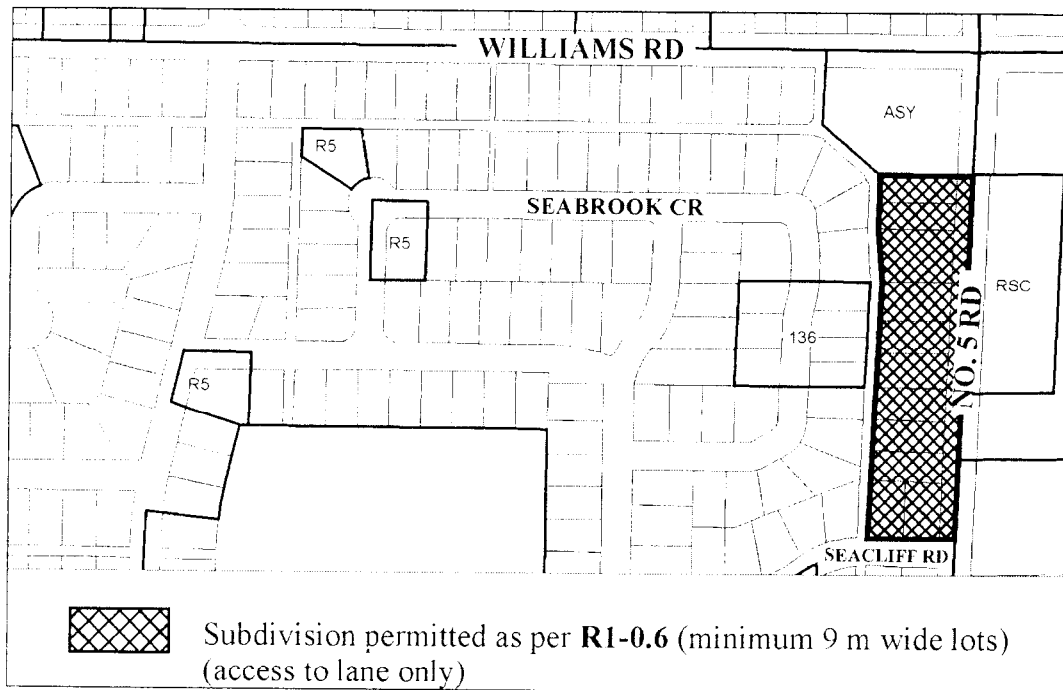 WILLIAMS RD
ASY
R5
SEABROOK CR
R5
RSC
136
NO. 5 RD
R5
SEACLIFF RD
Subdivision permitted as per R1-0.6 (minimum 9 m wide lots)
(access to lane only)